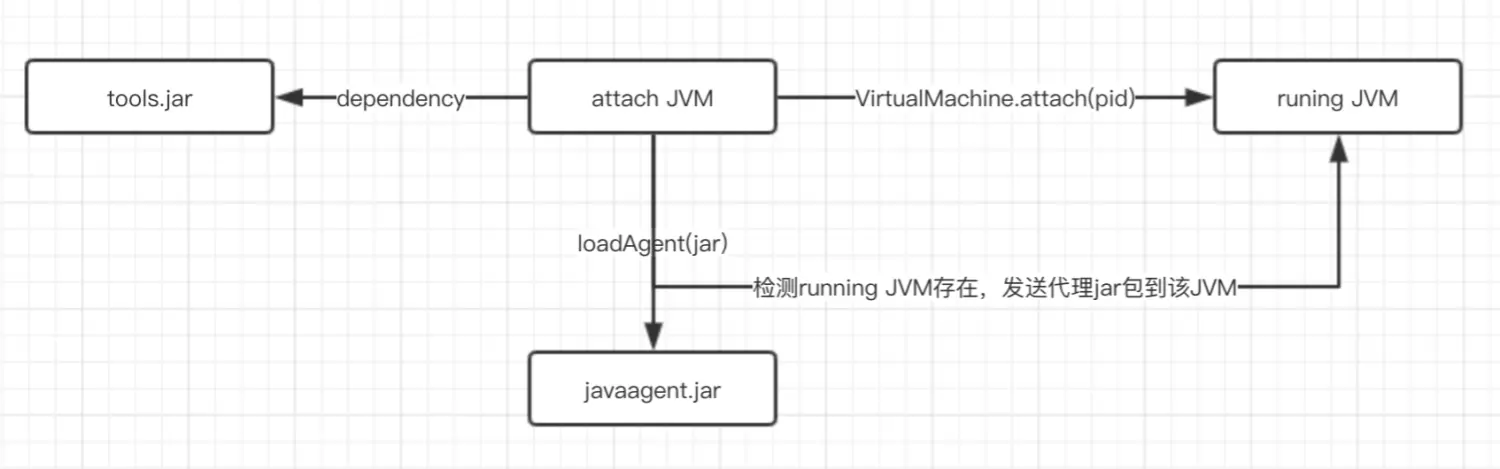 tools.jar
dependency
attach JVM
VirtualMachine.attach(pid)
runing JVM
loadAgent(jar)
检测running JVM存在，发送代理jar包到该JVM
javaagent.jar